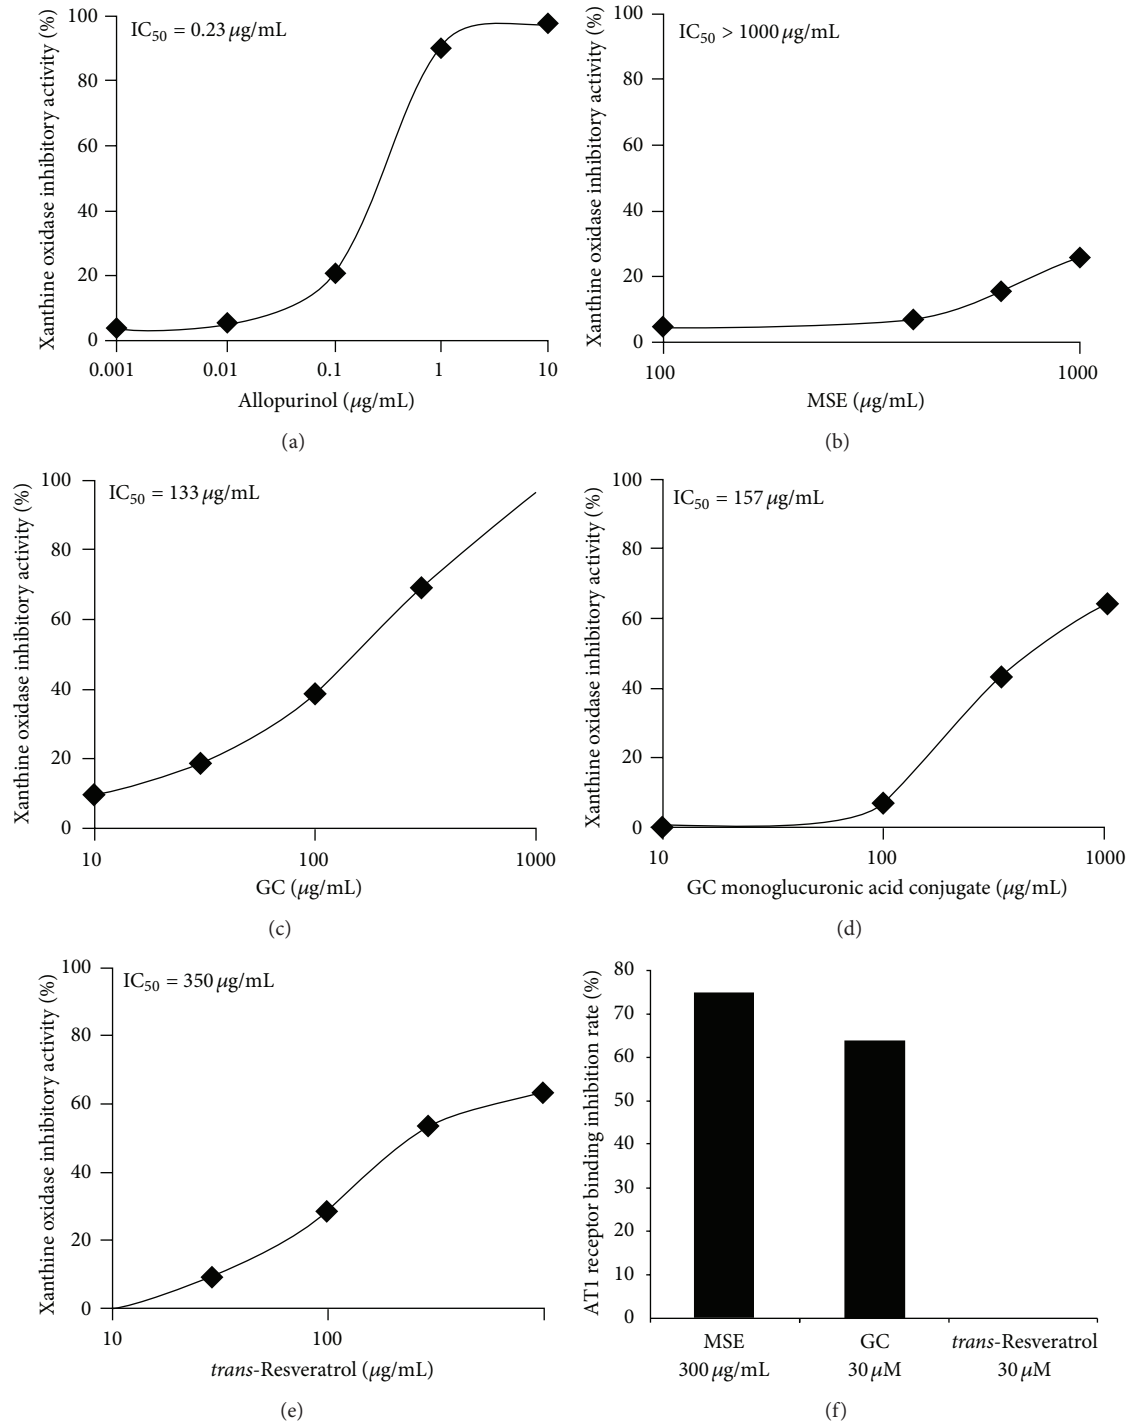 Xanthine oxidase inhibitory activity (%)
100
80
60
40
20
0
IC50 = 0.23 μg/mL
0.001 0.01 0.1 1 10
Allopurinol (μg/mL)
(a)
Xanthine oxidase inhibitory activity (%)
100
80
60
40
20
0
IC50 > 1000 μg/mL
100 1000
MSE (μg/mL)
(b)
Xanthine oxidase inhibitory activity (%)
100
80
60
40
20
0
IC50 = 133 μg/mL
10 100 1000
GC (μg/mL)
(c)
Xanthine oxidase inhibitory activity (%)
100
80
60
40
20
0
IC50 = 157 μg/mL
10 100 1000
GC monoglucuronic acid conjugate (μg/mL)
(d)
Xanthine oxidase inhibitory activity (%)
100
80
60
40
20
0
IC50 = 350 μg/mL
10 100
trans-Resveratrol (μg/mL)
(e)
AT1 receptor binding inhibition rate (%)
80
70
60
50
40
30
20
10
0
MSE GC trans-Resveratrol
300 μg/mL 30 μM 30 μM
(f)